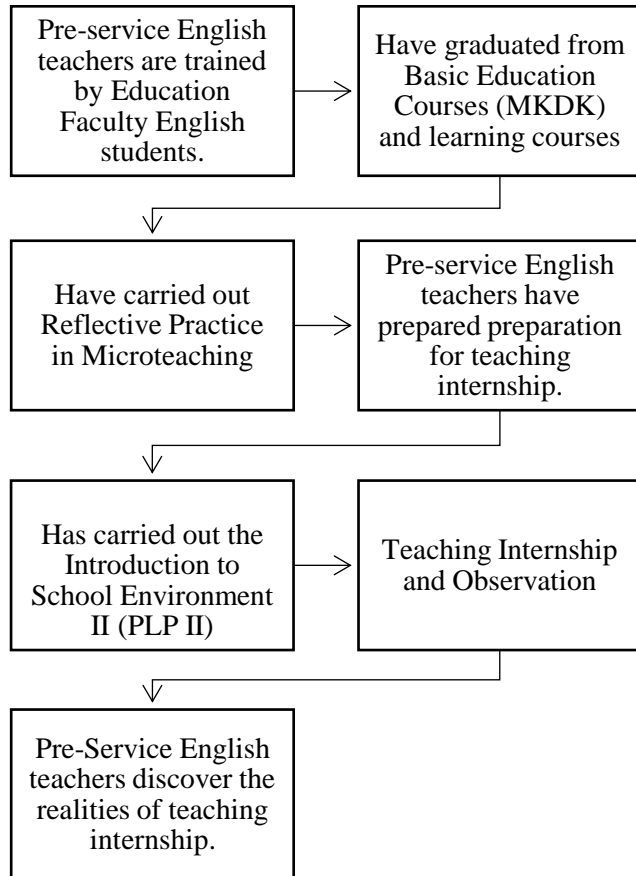 Pre-service English
teachers are trained
by Education
Faculty English
students.
Have graduated from
Basic Education
Courses (MKDK)
and learning courses
Have carried out
Reflective Practice
in Microteaching
Pre-service English
teachers have
prepared preparation
for teaching
internship.
Has carried out the
Introduction to
School Environment
II (PLP II)
Teaching Internship
and Observation
Pre-Service English
teachers discover the
realities of teaching
internship.